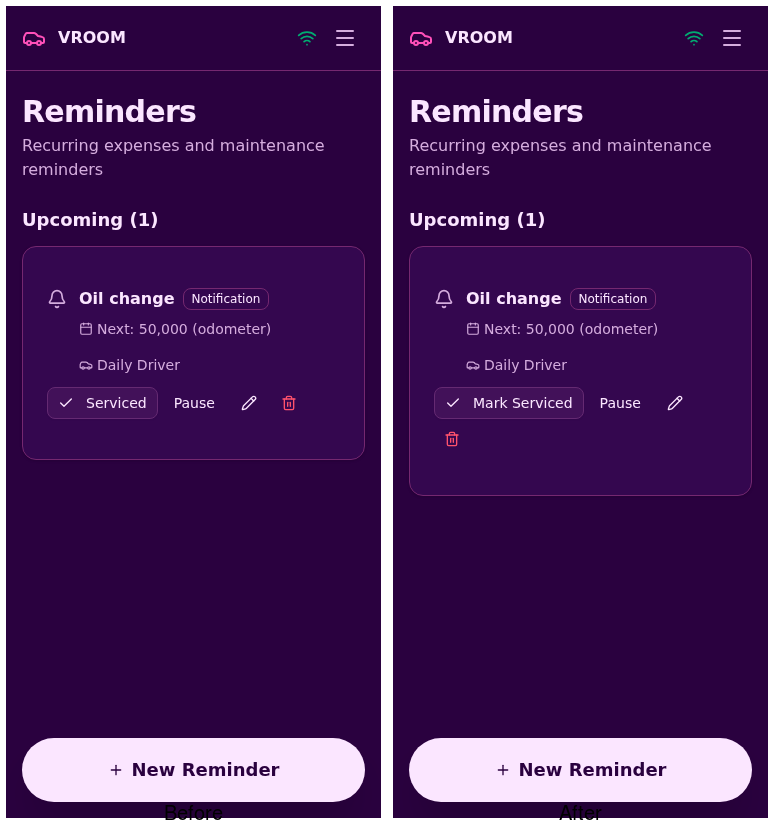 VROOM
Reminders
Recurring expenses and maintenance
reminders
Upcoming (1)
Oil change Notification
Next: 50,000 (odometer)
Daily Driver
Serviced Pause
+ New Reminder
Before
VROOM
Reminders
Recurring expenses and maintenance
reminders
Upcoming (1)
Oil change Notification
Next: 50,000 (odometer)
Daily Driver
Mark Serviced Pause
+ New Reminder
After